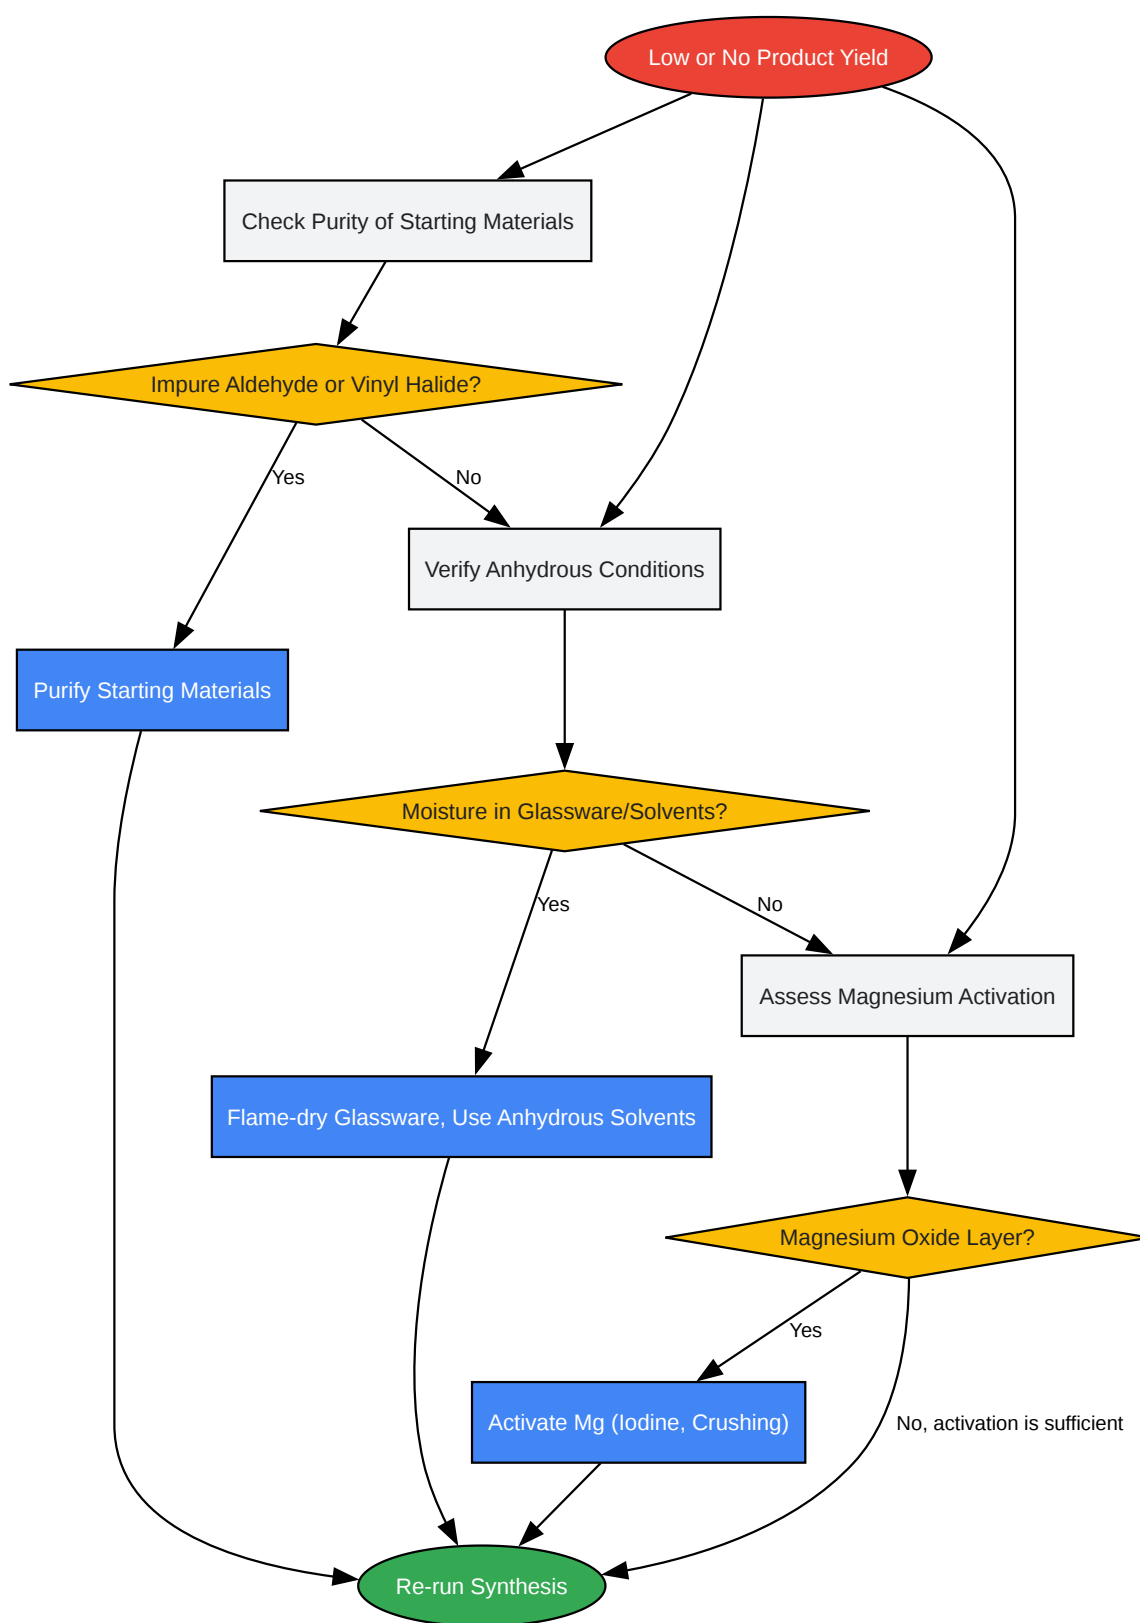 Low or No Product Yield
Check Purity of Starting Materials
Impure Aldehyde or Vinyl Halide?
Yes
No
Verify Anhydrous Conditions
Purify Starting Materials
Moisture in Glassware/Solvents?
Yes
No
Assess Magnesium Activation
Flame-dry Glassware, Use Anhydrous Solvents
Magnesium Oxide Layer?
Yes
Activate Mg (Iodine, Crushing)
No, activation is sufficient
Re-run Synthesis